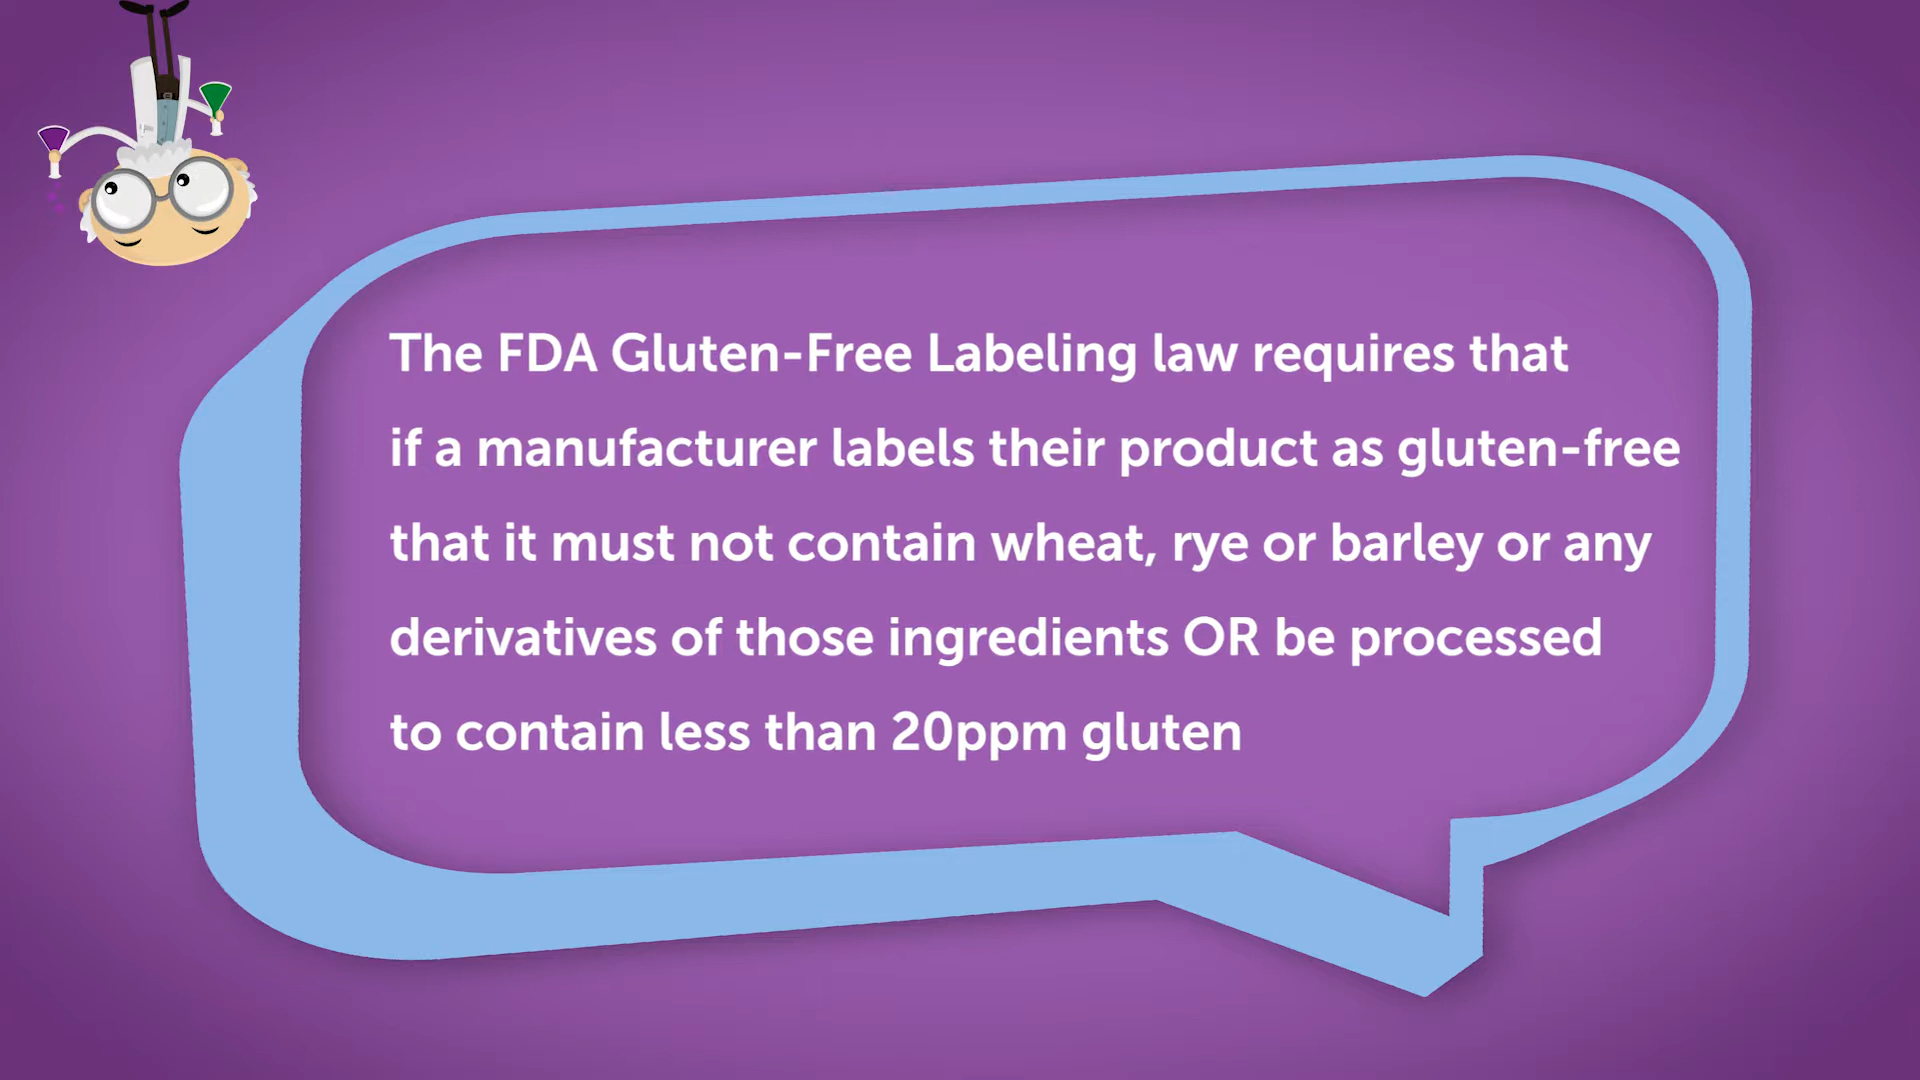 The FDA Gluten-Free Labeling law requires that
if a manufacturer labels their product as gluten-free
that it must not contain wheat, rye or barley or any
derivatives of those ingredients OR be processed
to contain less than 20ppm gluten